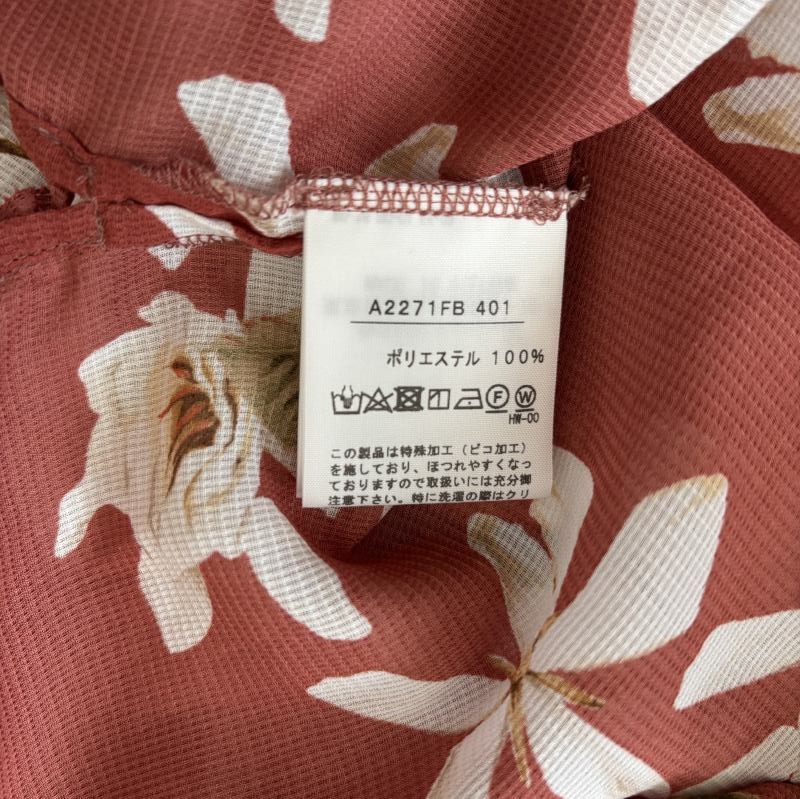 A2271FB 401
ポリエステル 100%
F W
HW-00
この製品は特殊加工(ピコ加工)
を施しており、ほつれやすくなっ
ておりますので取扱いには充分御
注意下さい。特に洗濯の際はクリ